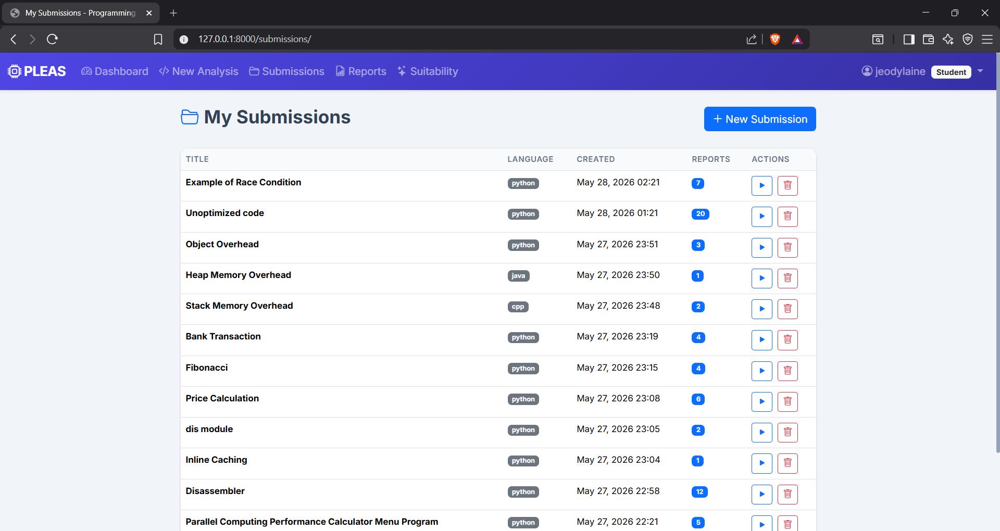 My Submissions - Programming
127.0.0.1:8000/submissions/
PLEAS Dashboard </> New Analysis Submissions Reports Suitability jeodylaine Student
My Submissions
+ New Submission
TITLE LANGUAGE CREATED REPORTS ACTIONS
Example of Race Condition python May 28, 2026 02:21 7
Unoptimized code python May 28, 2026 01:21 20
Object Overhead python May 27, 2026 23:51 3
Heap Memory Overhead java May 27, 2026 23:50 1
Stack Memory Overhead cpp May 27, 2026 23:48 2
Bank Transaction python May 27, 2026 23:19 4
Fibonacci python May 27, 2026 23:15 4
Price Calculation python May 27, 2026 23:08 6
dis module python May 27, 2026 23:05 2
Inline Caching python May 27, 2026 23:04 1
Disassembler python May 27, 2026 22:58 12
Parallel Computing Performance Calculator Menu Program python May 27, 2026 22:21 5